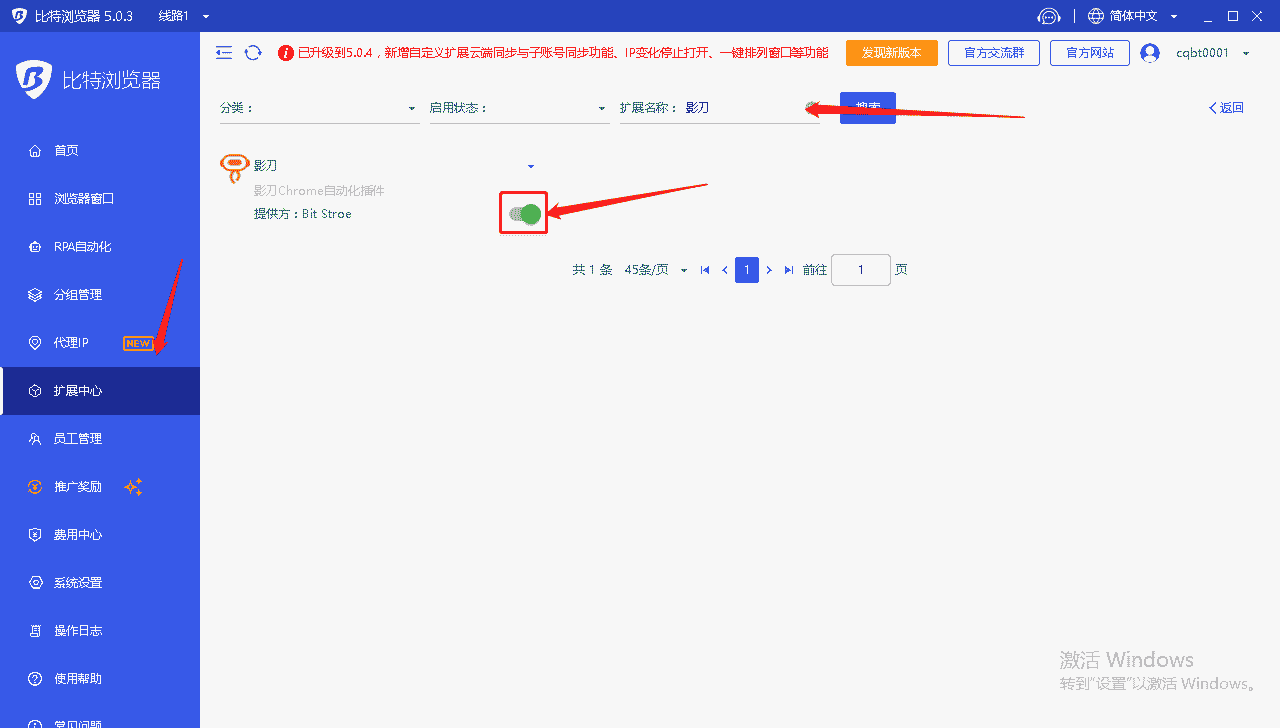 比特浏览器 5.0.3 线路1 简体中文
比特浏览器
已升级到5.0.4，新增自定义扩展云端同步与子账号同步功能、IP变化停止打开、一键排列窗口等功能 发现新版本 官方交流群 官方网站 cqbt0001
分类： 启用状态： 扩展名称： 影刀 搜索 返回
首页
浏览器窗口
RPA自动化
分组管理
代理IP NEW
扩展中心
员工管理
推广奖励
费用中心
系统设置
操作日志
使用帮助
常见问题
影刀
影刀Chrome自动化插件
提供方：Bit Stroe
共 1 条 45条/页 1 前往 1 页
激活 Windows
转到"设置"以激活 Windows。